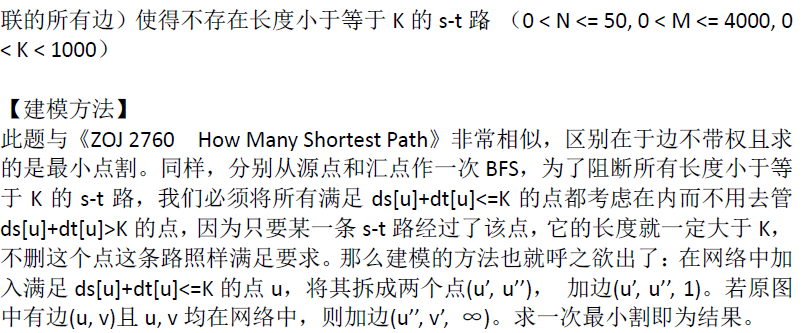 联的所有边）使得不存在长度小于等于 K 的 s-t 路 （0 < N <= 50, 0 < M <= 4000, 0
< K < 1000）
【建模方法】
此题与《ZOJ 2760 How Many Shortest Path》非常相似，区别在于边不带权且求
的是最小点割。同样，分别从源点和汇点作一次 BFS，为了阻断所有长度小于等
于 K 的 s-t 路，我们必须将所有满足 ds[u]+dt[u]<=K 的点都考虑在内而不用去管
ds[u]+dt[u]>K 的点，因为只要某一条 s-t 路经过了该点，它的长度就一定大于 K，
不删这个点这条路照样满足要求。那么建模的方法也就呼之欲出了：在网络中加
入满足 ds[u]+dt[u]<=K 的点 u，将其拆成两个点(u’, u’’)， 加边(u’, u’’, 1)。若原图
中有边(u, v)且 u, v 均在网络中，则加边(u’’, v’, ∞)。求一次最小割即为结果。